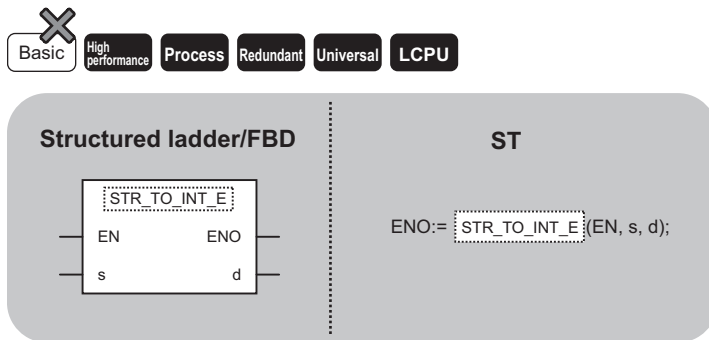 Basic High performance Process Redundant Universal LCPU
Structured ladder/FBD ST
STR_TO_INT_E
EN ENO
s d
ENO:= STR_TO_INT_E (EN, s, d);